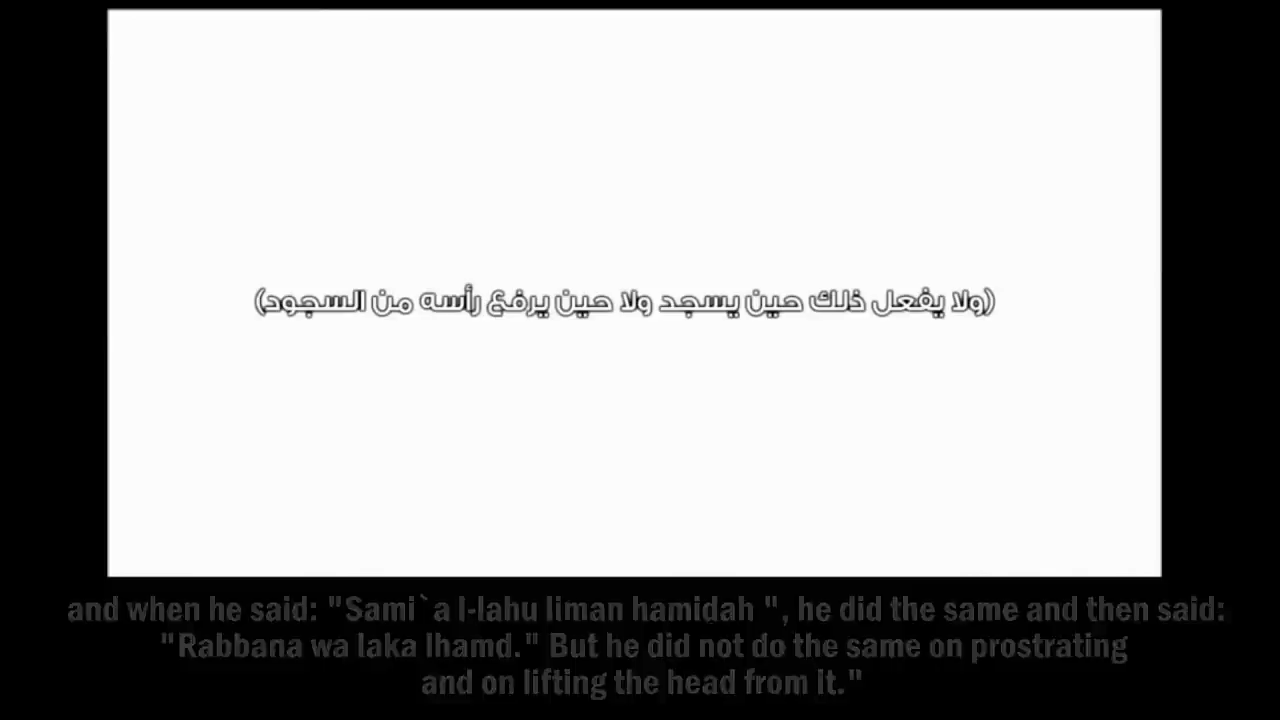 (ولا يفعل ذلك حين يسجد ولا حين يرفع رأسه من السجود)
and when he said: "Sami`a l-lahu liman hamidah ", he did the same and then said:
"Rabbana wa laka lhamd." But he did not do the same on prostrating
and on lifting the head from it."